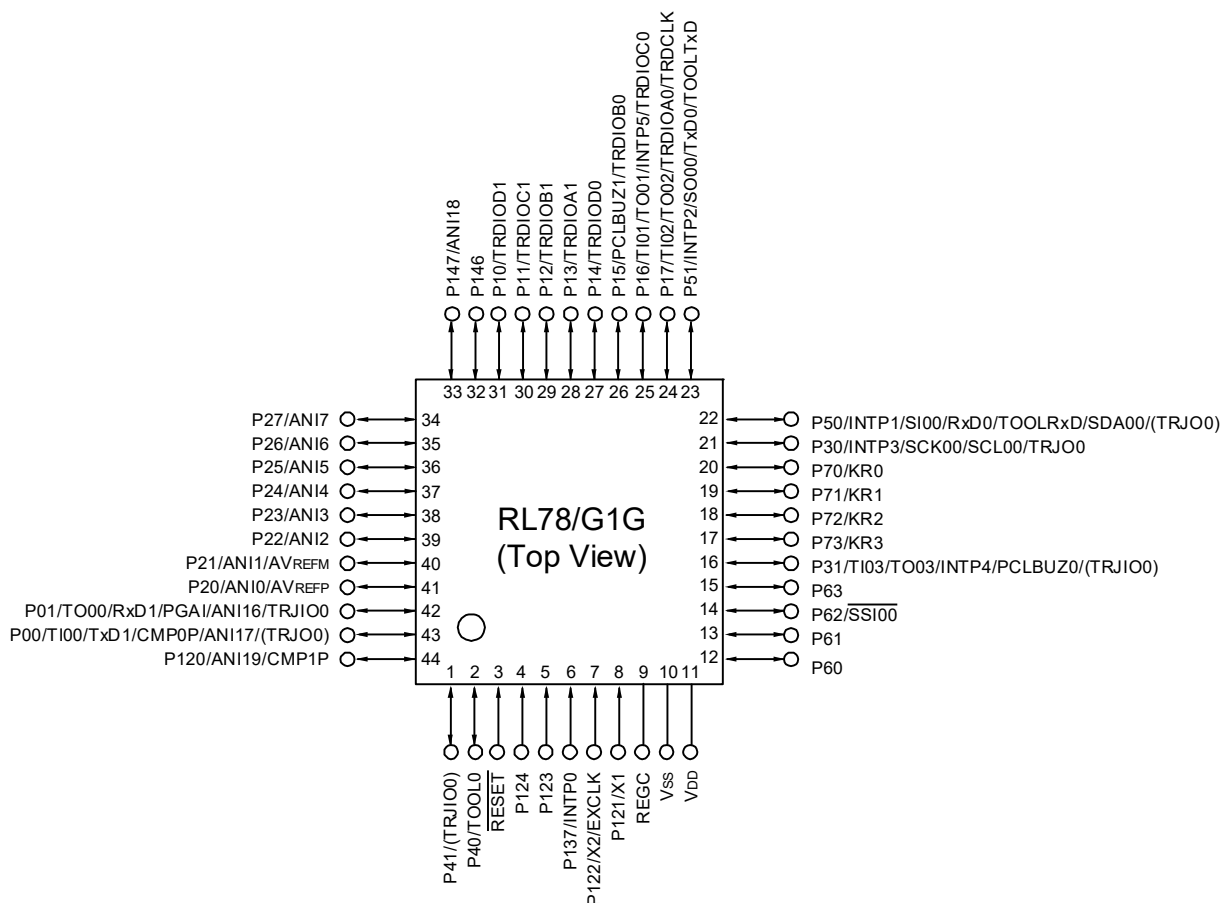 P147/ANI18
P146
P10/TRDIOD1
P11/TRDIOC1
P12/TRDIOB1
P13/TRDIOA1
P14/TRDIOD0
P15/PCLBUZ1/TRDIOB0
P16/TI01/TO01/INTP5/TRDIOC0
P17/TI02/TO02/TRDIOA0/TRDCLK
P51/INTP2/SO00/TxD0/TOOLTxD
33 32 31 30 29 28 27 26 25 24 23
P27/ANI7 34
P26/ANI6 35
P25/ANI5 36
P24/ANI4 37
P23/ANI3 38
P22/ANI2 39
P21/ANI1/AVREFM 40
P20/ANI0/AVREFP 41
P01/TO00/RxD1/PGAI/ANI16/TRJIO0 42
P00/TI00/TxD1/CMP0P/ANI17/(TRJO0) 43
P120/ANI19/CMP1P 44
RL78/G1G
(Top View)
22 P50/INTP1/SI00/RxD0/TOOLRxD/SDA00/(TRJO0)
21 P30/INTP3/SCK00/SCL00/TRJO0
20 P70/KR0
19 P71/KR1
18 P72/KR2
17 P73/KR3
16 P31/TI03/TO03/INTP4/PCLBUZ0/(TRJIO0)
15 P63
14 P62/SSI00
13 P61
12 P60
1 2 3 4 5 6 7 8 9 10 11
P41/(TRJIO0)
P40/TOOL0
RESET
P124
P123
P137/INTP0
P122/X2/EXCLK
P121/X1
REGC
VSS
VDD